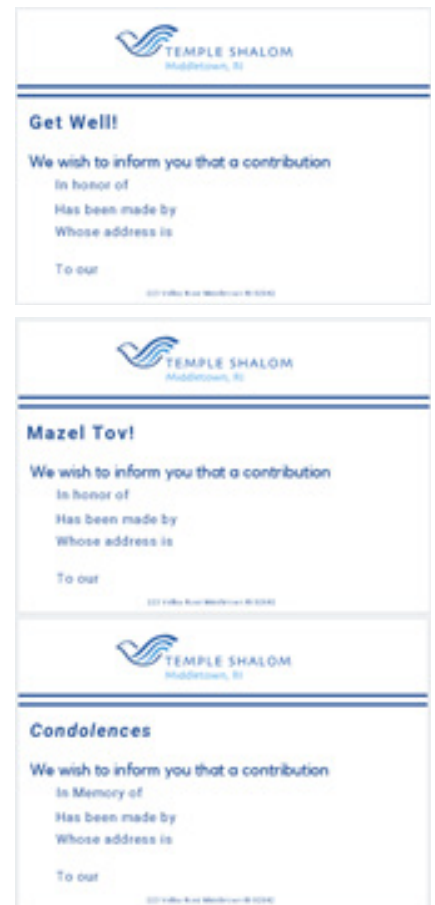 TEMPLE SHALOM
Middletown, RI
Get Well!
We wish to inform you that a contribution
In honor of
Has been made by
Whose address is
To our
TEMPLE SHALOM
Middletown, RI
Mazel Tov!
We wish to inform you that a contribution
In honor of
Has been made by
Whose address is
To our
TEMPLE SHALOM
Middletown, RI
Condolences
We wish to inform you that a contribution
In Memory of
Has been made by
Whose address is
To our